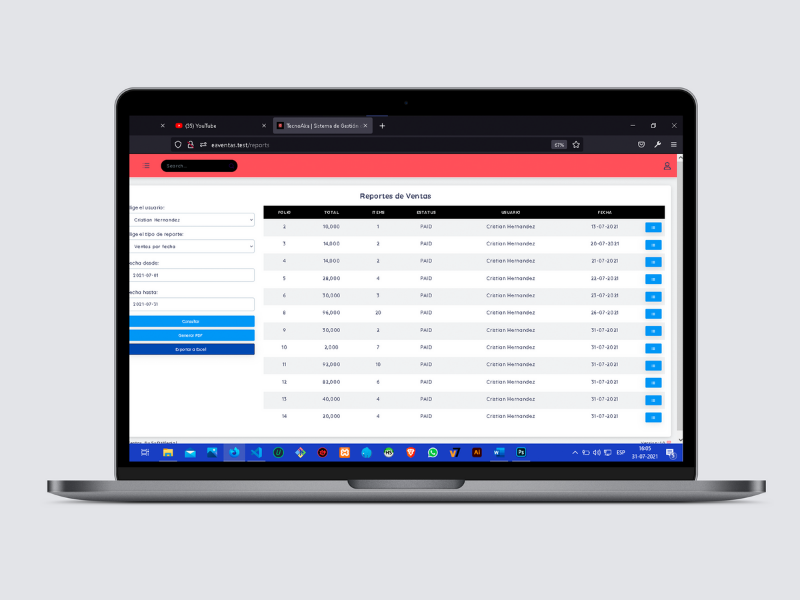 (35) YouTube
TecnoAlia | Sistema de Gestión
eaventas.test/reports
67%
Search...
Reportes de Ventas
lige el usuario:
Cristian Hernandez
lige el tipo de reporte:
Ventas por fecha
echa desde:
2021-07-01
echa hasta:
2021-07-31
Consultar
Generar PDF
Exportar a Excel
FOLIO TOTAL ITEMS ESTATUS USUARIO FECHA
2 10,000 1 PAID Cristian Hernandez 13-07-2021
3 14,000 2 PAID Cristian Hernandez 20-07-2021
4 14,000 2 PAID Cristian Hernandez 21-07-2021
5 28,000 4 PAID Cristian Hernandez 22-07-2021
6 30,000 3 PAID Cristian Hernandez 23-07-2021
8 96,000 20 PAID Cristian Hernandez 26-07-2021
9 30,000 2 PAID Cristian Hernandez 31-07-2021
10 2,000 7 PAID Cristian Hernandez 31-07-2021
11 93,000 18 PAID Cristian Hernandez 31-07-2021
12 82,000 6 PAID Cristian Hernandez 31-07-2021
13 40,000 4 PAID Cristian Hernandez 31-07-2021
14 20,000 4 PAID Cristian Hernandez 31-07-2021
ESP
16:05
31-07-2021